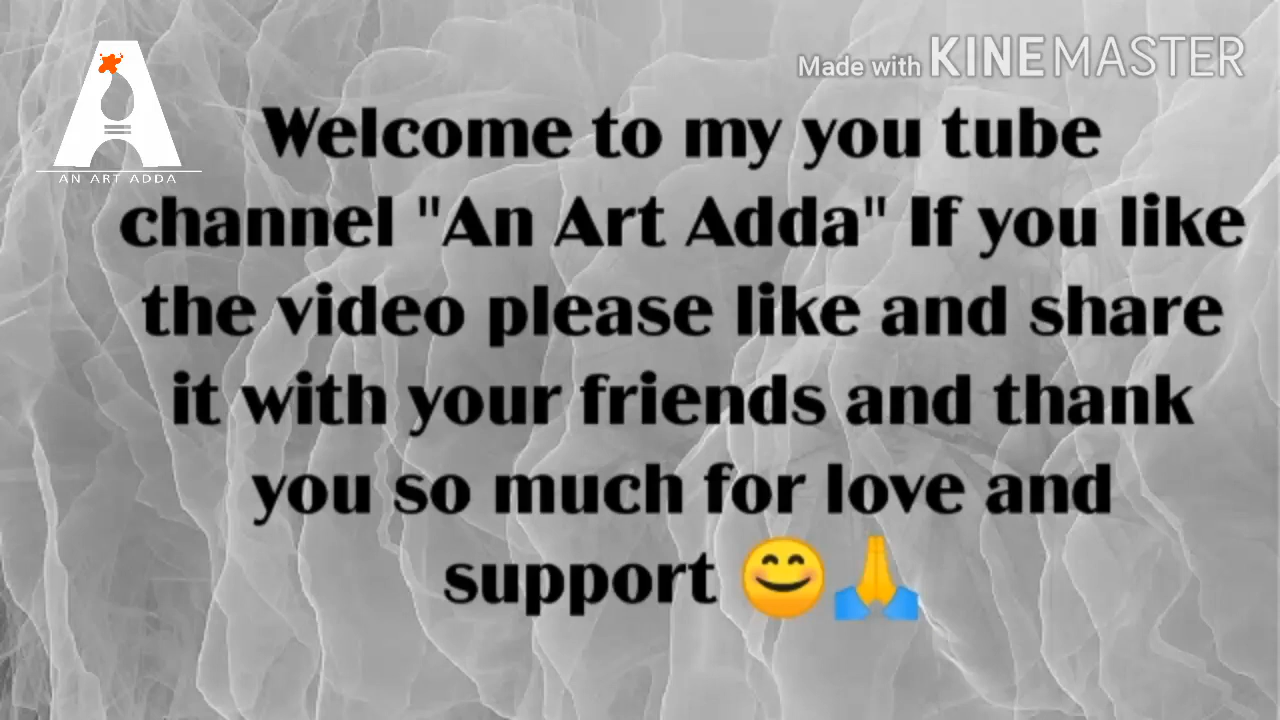 Made with KINEMASTER
AN ART ADDA
Welcome to my you tube
channel "An Art Adda" If you like
the video please like and share
it with your friends and thank
you so much for love and
support 😊🙏